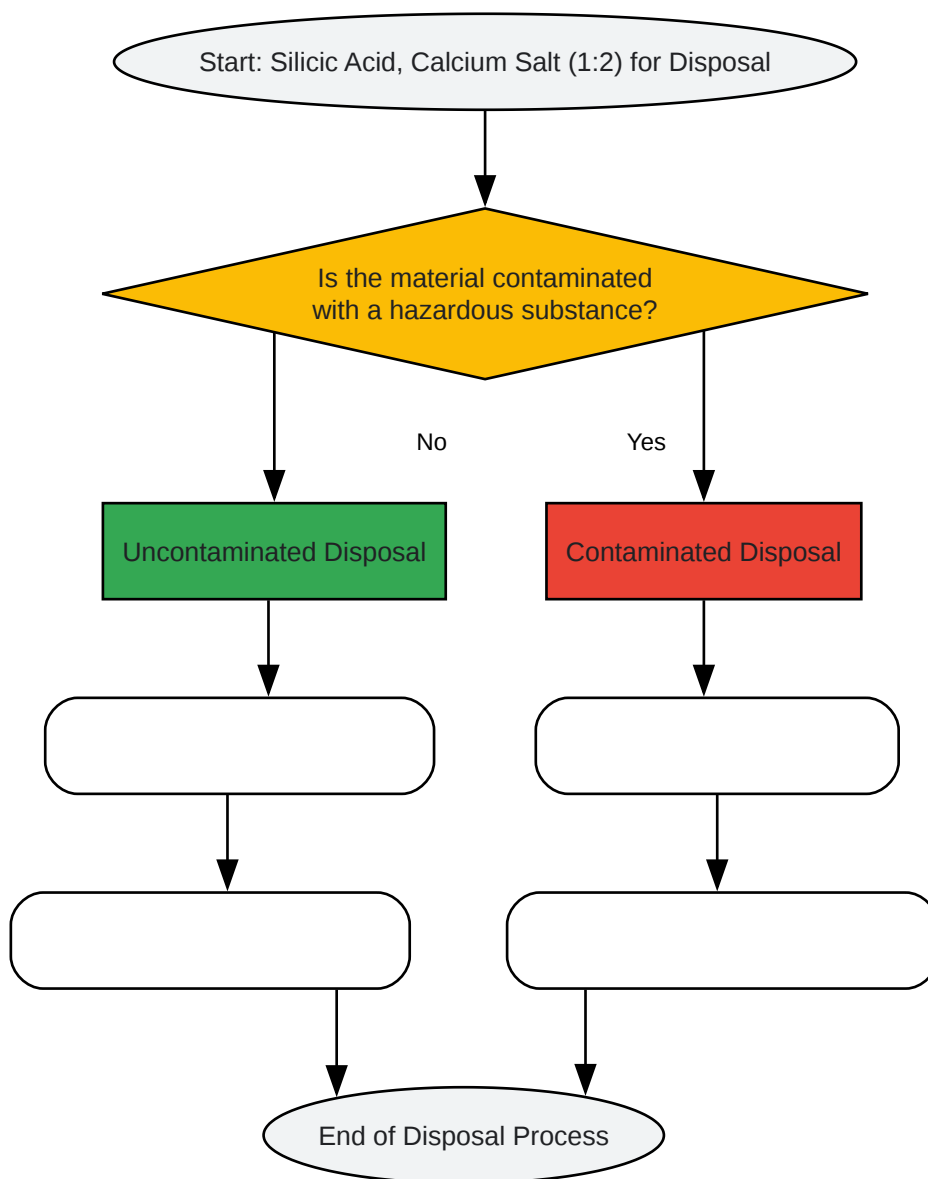 Start: Silicic Acid, Calcium Salt (1:2) for Disposal
Is the material contaminated
with a hazardous substance?
No
Yes
Uncontaminated Disposal
Contaminated Disposal
End of Disposal Process